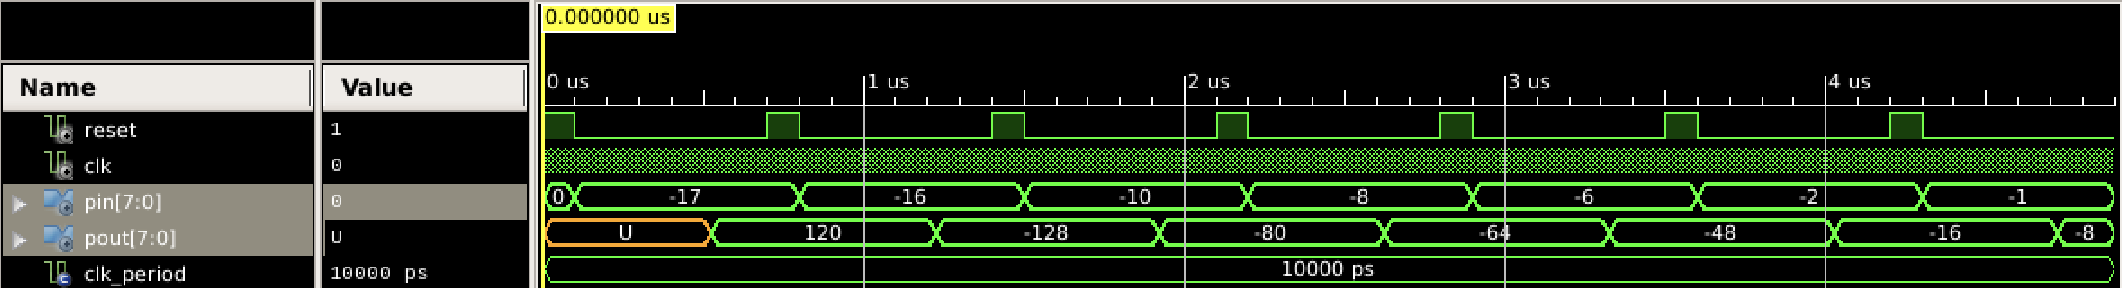 0.000000 us
Name Value 0 us 1 us 2 us 3 us 4 us
reset 1
clk 0
pin[7:0] 0 0 -17 -16 -10 -8 -6 -2 -1
pout[7:0] U U 120 -128 -80 -64 -48 -16 -8
clk_period 10000 ps 10000 ps